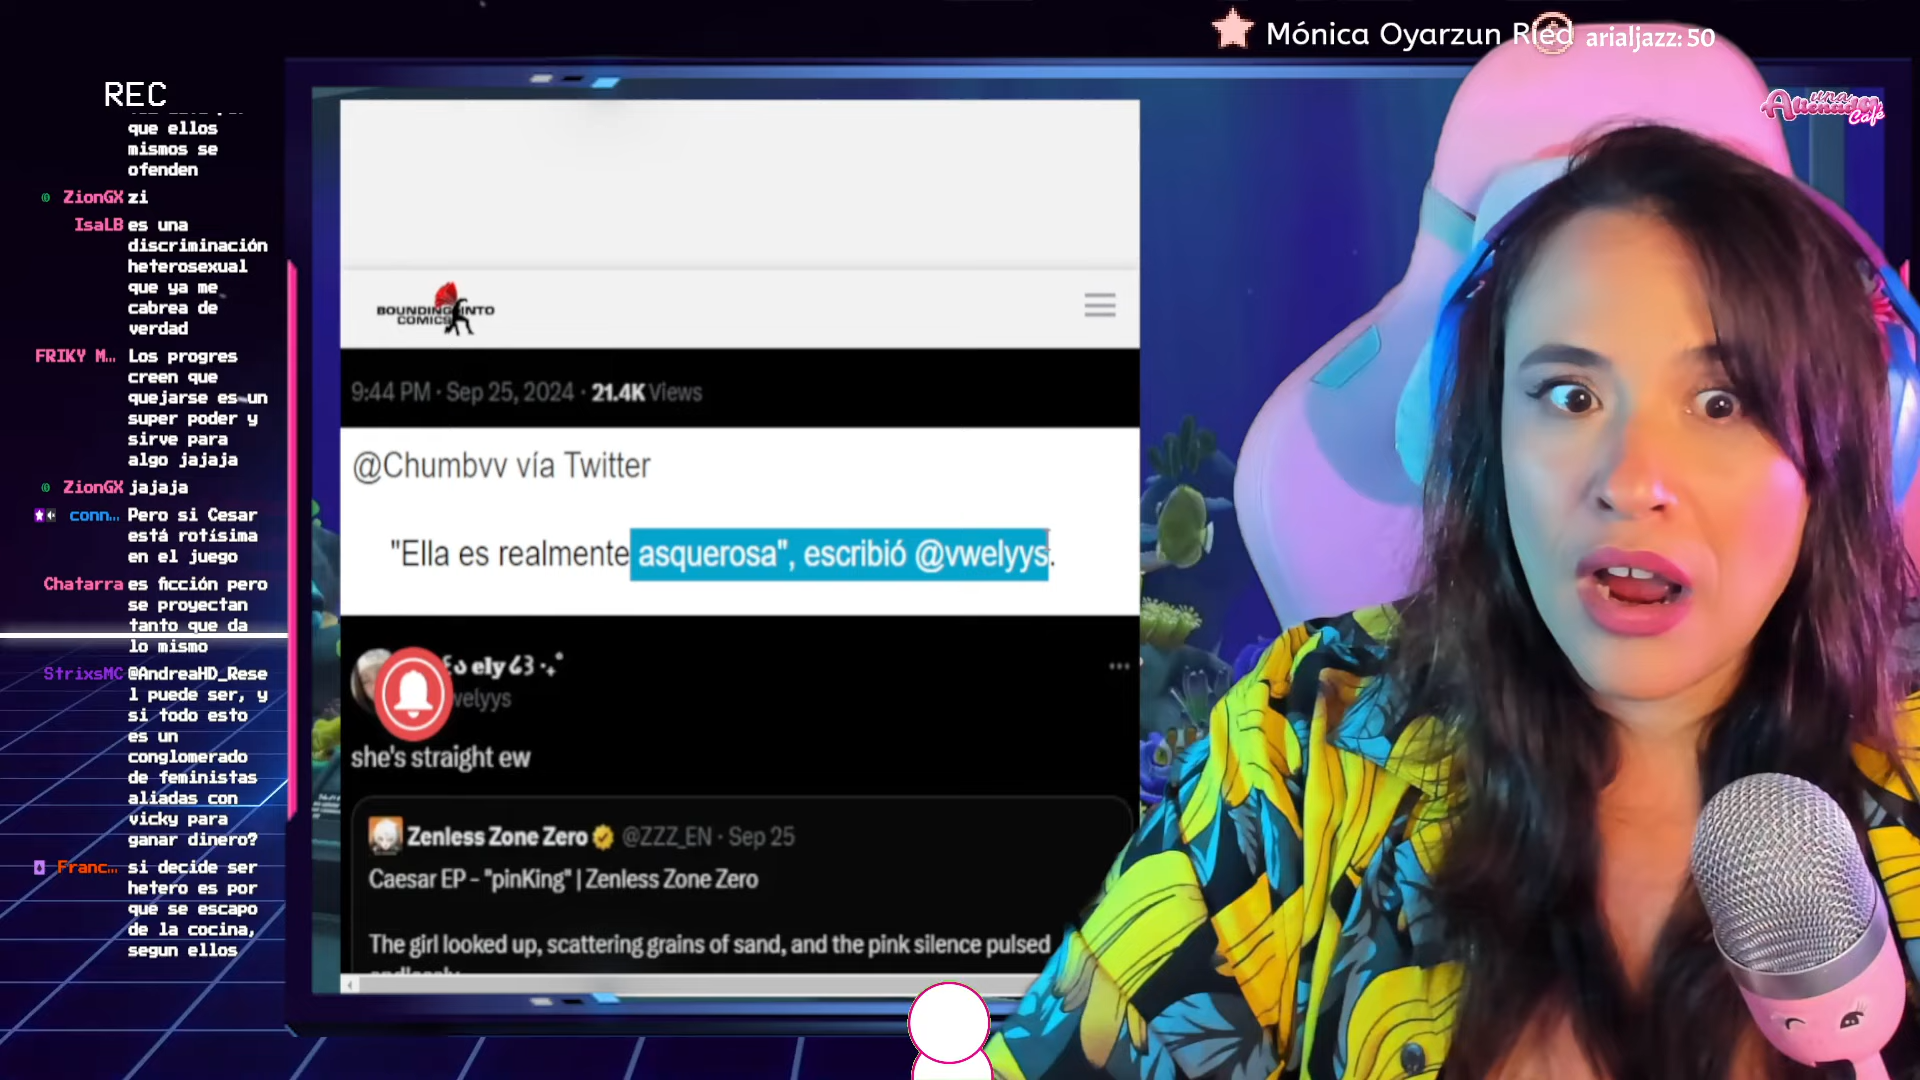 Mónica Oyarzun Ried
arialjazz: 50
REC
una
Café
que ellos
mismos se
ofenden
ZionGX zi
IsaLB es una
discriminación
heterosexual
que ya me
cabrea de
verdad
FRIKY M… Los progres
creen que
quejarse es un
super poder y
sirve para
algo jajaja
ZionGX jajaja
conn… Pero si Cesar
está rotísima
en el juego
Chatarra es ficción pero
se proyectan
tanto que da
lo mismo
StrixsMC @AndreaHD_Rese
l puede ser, y
si todo esto
es un
conglomerado
de feministas
aliadas con
vicky para
ganar dinero?
Franc… si decide ser
hetero es por
que se escapo
de la cocina,
segun ellos
BOUNDING INTO
COMICS
9:44 PM · Sep 25, 2024 · 21.4K Views
@Chumbvv vía Twitter
"Ella es realmente asquerosa", escribió @vwelyys.
ely
welyys
she's straight ew
Zenless Zone Zero @ZZZ_EN · Sep 25
Caesar EP – "pinKing" | Zenless Zone Zero
The girl looked up, scattering grains of sand, and the pink silence pulsed